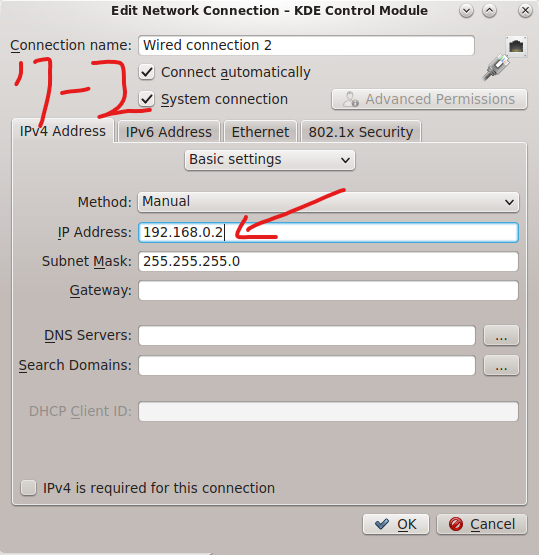 Edit Network Connection – KDE Control Module
Connection name: Wired connection 2
Connect automatically
System connection
Advanced Permissions
IPv4 Address IPv6 Address Ethernet 802.1x Security
Basic settings
Method: Manual
IP Address: 192.168.0.2
Subnet Mask: 255.255.255.0
Gateway:
DNS Servers: ...
Search Domains: ...
DHCP Client ID:
IPv4 is required for this connection
OK Cancel